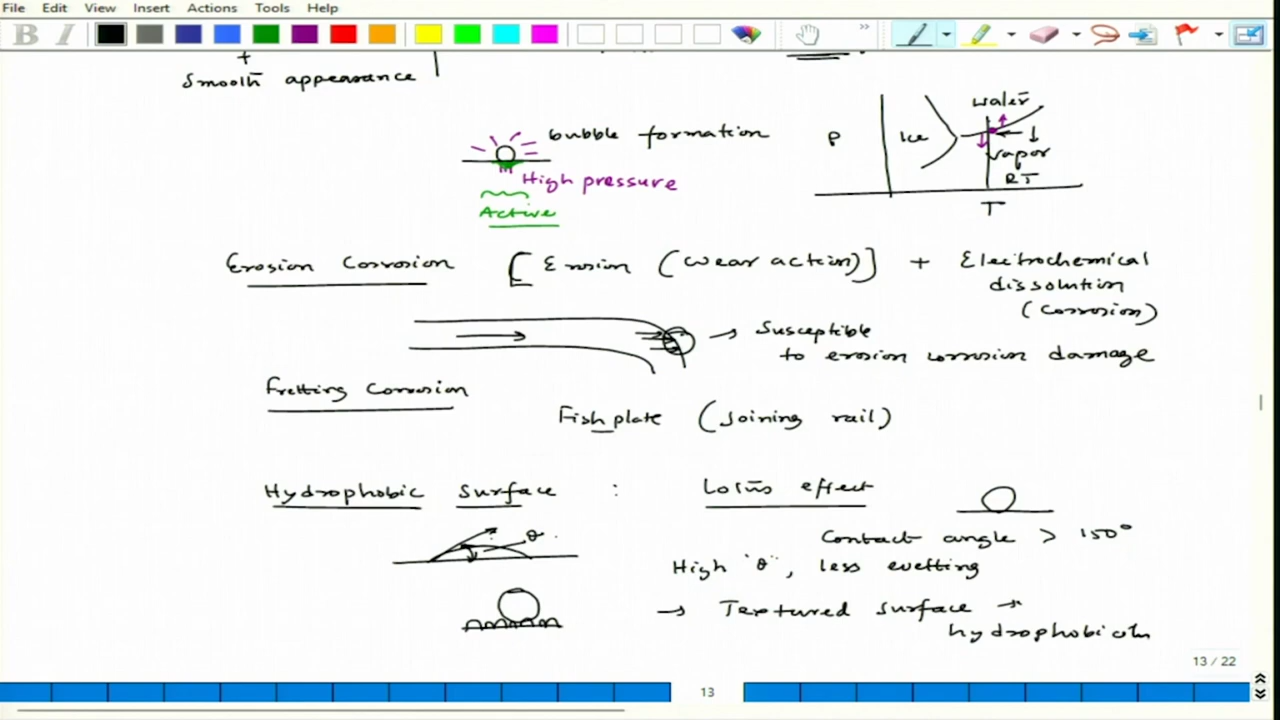 File Edit View Insert Actions Tools Help
B I
+
Smooth appearance
bubble formation
High pressure
Active
P
Ice
water
vapor
RT
T
Erosion Corrosion [Erosion (wear action)] + Electrochemical
dissolution
(corrosion)
→ Susceptible
to erosion corrosion damage
Fretting Corrosion
Fish plate (Joining rail)
Hydrophobic Surface : Lotus effect
θ
Contact angle > 150°
High "θ", less wetting
→ Textured surface →
13 / 22
13